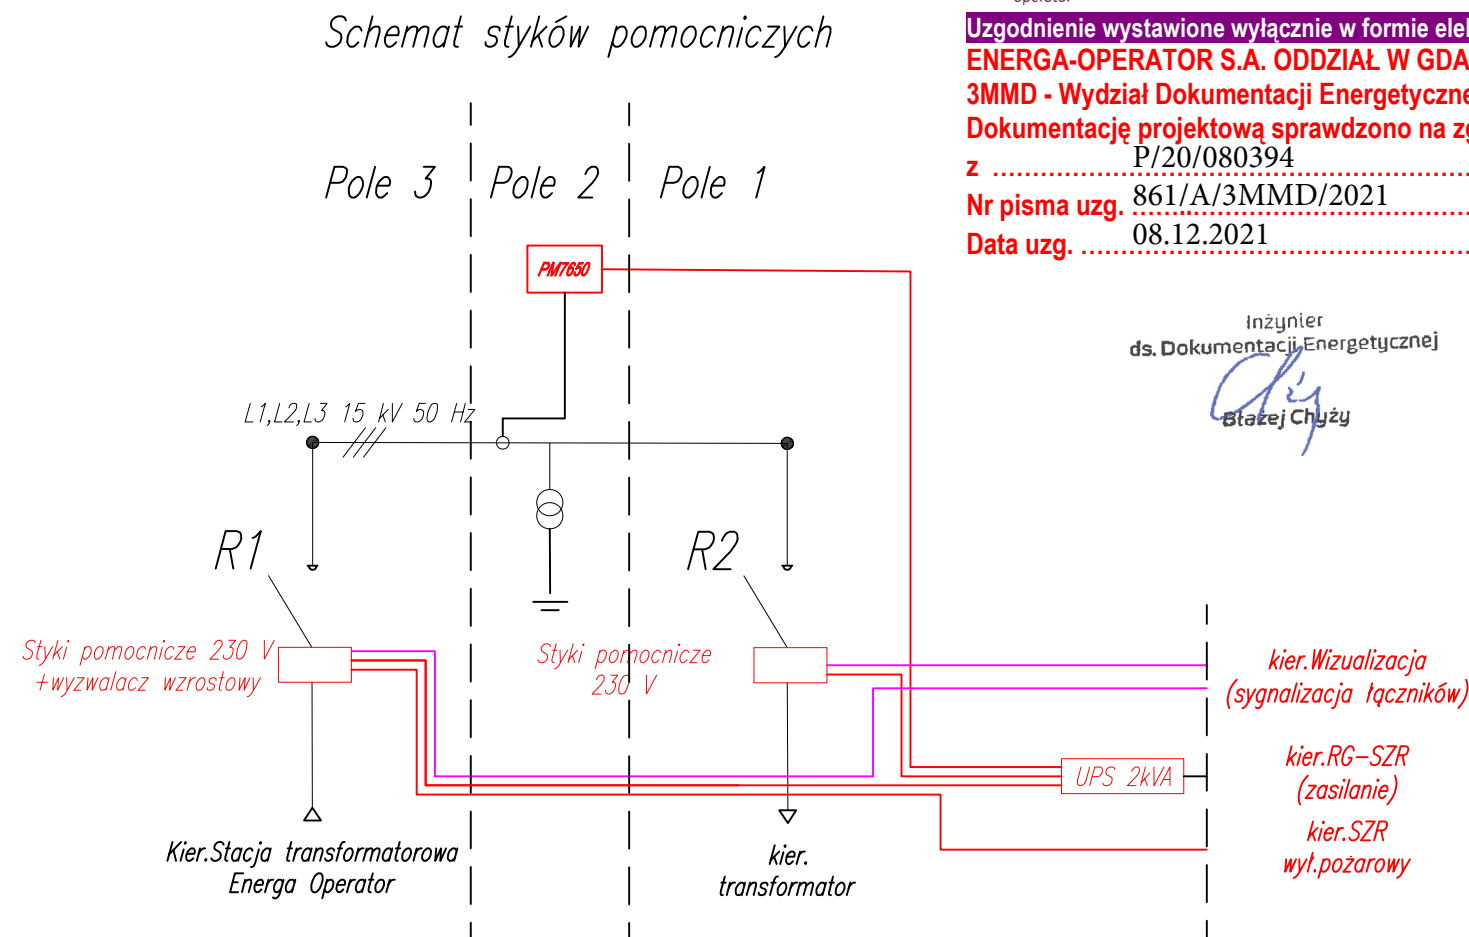 Schemat styków pomocniczych
operator
Uzgodnienie wystawione wyłącznie w formie elek
ENERGA-OPERATOR S.A. ODDZIAŁ W GDA
3MMD - Wydział Dokumentacji Energetyczne
Dokumentację projektową sprawdzono na zg
z ........ P/20/080394 ........
Nr pisma uzg. 861/A/3MMD/2021 ........
Data uzg. ........ 08.12.2021 ........
Inżynier
ds. Dokumentacji Energetycznej
Błażej Chyży
Pole 3
Pole 2
Pole 1
PM7650
L1,L2,L3 15 kV 50 Hz
R1
R2
Styki pomocnicze 230 V
+wyzwalacz wzrostowy
Styki pomocnicze
230 V
kier.Wizualizacja
(sygnalizacja łączników)
UPS 2kVA
kier.RG-SZR
(zasilanie)
kier.SZR
wył.pożarowy
Kier.Stacja transformatorowa
Energa Operator
kier.
transformator